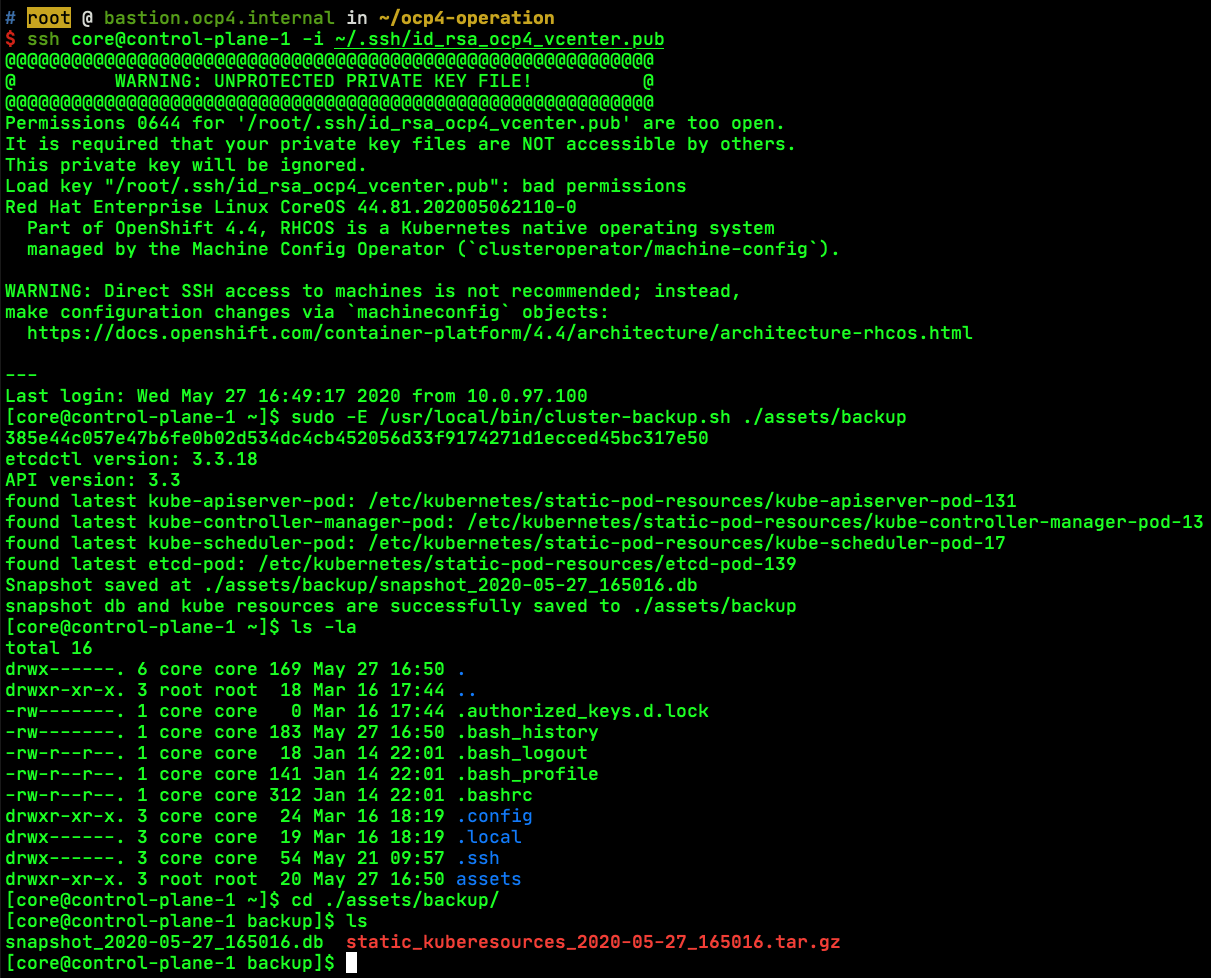 # root @ bastion.ocp4.internal in ~/ocp4-operation
$ ssh core@control-plane-1 -i ~/.ssh/id_rsa_ocp4_vcenter.pub
@@@@@@@@@@@@@@@@@@@@@@@@@@@@@@@@@@@@@@@@@@@@@@@@@@@@@@@@@@@
@         WARNING: UNPROTECTED PRIVATE KEY FILE!          @
@@@@@@@@@@@@@@@@@@@@@@@@@@@@@@@@@@@@@@@@@@@@@@@@@@@@@@@@@@@
Permissions 0644 for '/root/.ssh/id_rsa_ocp4_vcenter.pub' are too open.
It is required that your private key files are NOT accessible by others.
This private key will be ignored.
Load key "/root/.ssh/id_rsa_ocp4_vcenter.pub": bad permissions
Red Hat Enterprise Linux CoreOS 44.81.202005062110-0
  Part of OpenShift 4.4, RHCOS is a Kubernetes native operating system
  managed by the Machine Config Operator (`clusteroperator/machine-config`).

WARNING: Direct SSH access to machines is not recommended; instead,
make configuration changes via `machineconfig` objects:
  https://docs.openshift.com/container-platform/4.4/architecture/architecture-rhcos.html

---
Last login: Wed May 27 16:49:17 2020 from 10.0.97.100
[core@control-plane-1 ~]$ sudo -E /usr/local/bin/cluster-backup.sh ./assets/backup
385e44c057e47b6fe0b02d534dc4cb452056d33f9174271d1ecced45bc317e50
etcdctl version: 3.3.18
API version: 3.3
found latest kube-apiserver-pod: /etc/kubernetes/static-pod-resources/kube-apiserver-pod-131
found latest kube-controller-manager-pod: /etc/kubernetes/static-pod-resources/kube-controller-manager-pod-13
found latest kube-scheduler-pod: /etc/kubernetes/static-pod-resources/kube-scheduler-pod-17
found latest etcd-pod: /etc/kubernetes/static-pod-resources/etcd-pod-139
Snapshot saved at ./assets/backup/snapshot_2020-05-27_165016.db
snapshot db and kube resources are successfully saved to ./assets/backup
[core@control-plane-1 ~]$ ls -la
total 16
drwx------. 6 core core 169 May 27 16:50 .
drwxr-xr-x. 3 root root  18 Mar 16 17:44 ..
-rw-------. 1 core core   0 Mar 16 17:44 .authorized_keys.d.lock
-rw-------. 1 core core 183 May 27 16:50 .bash_history
-rw-r--r--. 1 core core  18 Jan 14 22:01 .bash_logout
-rw-r--r--. 1 core core 141 Jan 14 22:01 .bash_profile
-rw-r--r--. 1 core core 312 Jan 14 22:01 .bashrc
drwxr-xr-x. 3 core core  24 Mar 16 18:19 .config
drwx------. 3 core core  19 Mar 16 18:19 .local
drwx------. 3 core core  54 May 21 09:57 .ssh
drwxr-xr-x. 3 root root  20 May 27 16:50 assets
[core@control-plane-1 ~]$ cd ./assets/backup/
[core@control-plane-1 backup]$ ls
snapshot_2020-05-27_165016.db  static_kuberesources_2020-05-27_165016.tar.gz
[core@control-plane-1 backup]$